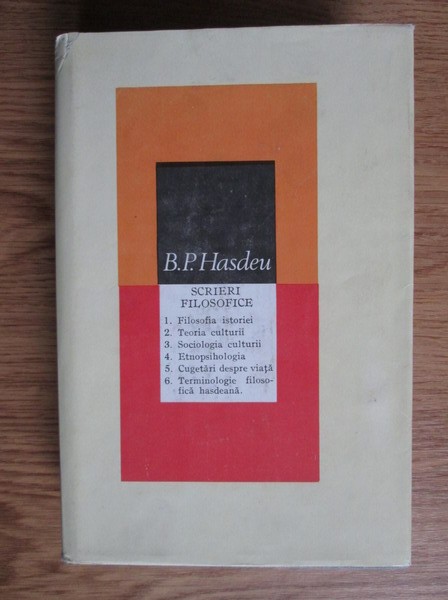 B.P. Hasdeu
SCRIERI
FILOSOFICE
1. Filosofia istoriei
2. Teoria culturii
3. Sociologia culturii
4. Etnopsihologia
5. Cugetări despre viață
6. Terminologie filoso-
fică hasdeană.